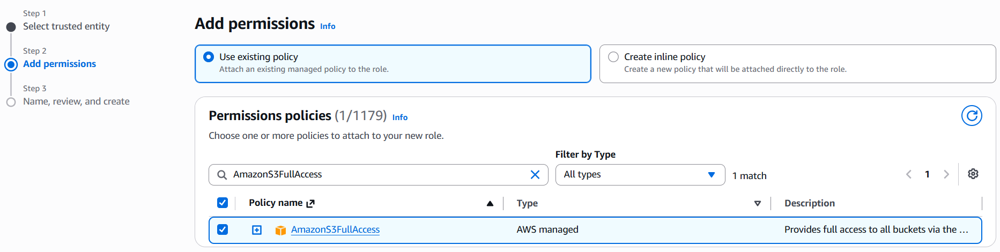 Step 1
Select trusted entity
Step 2
Add permissions
Step 3
Name, review, and create
Add permissions Info
Use existing policy
Attach an existing managed policy to the role.
Create inline policy
Create a new policy that will be attached directly to the role.
Permissions policies (1/1179) Info
Choose one or more policies to attach to your new role.
Filter by Type
AmazonS3FullAccess
All types
1 match
1
Policy name
Type
Description
AmazonS3FullAccess
AWS managed
Provides full access to all buckets via the ...